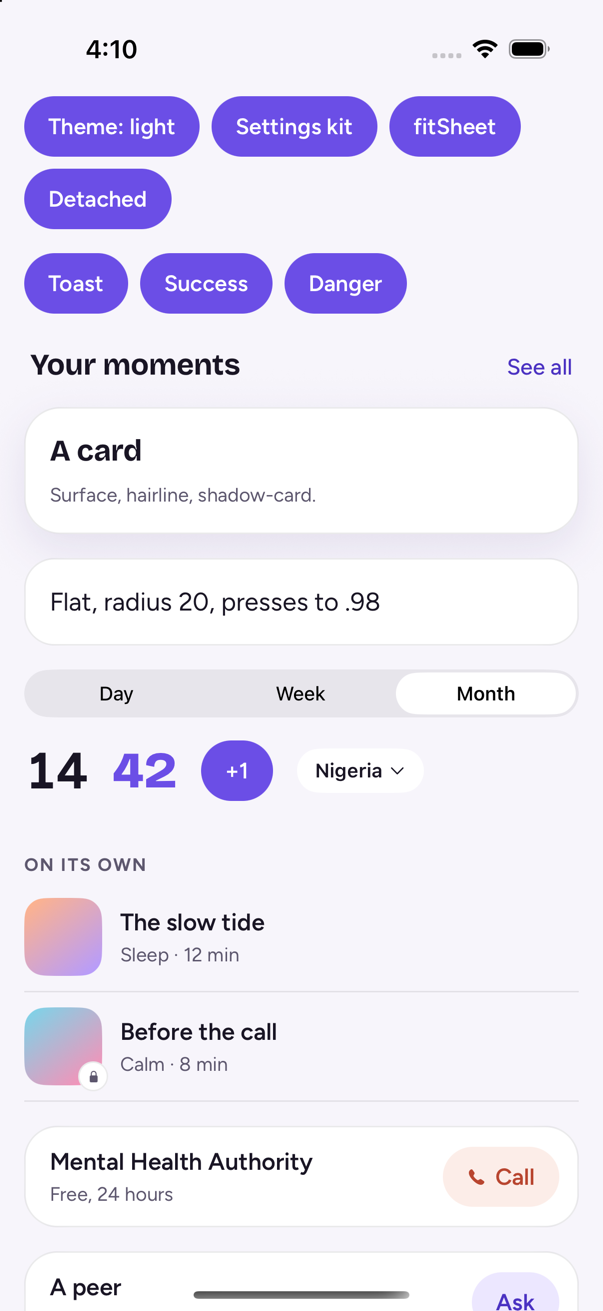 4:10
Theme: light
Settings kit
fitSheet
Detached
Toast
Success
Danger
Your moments
See all
A card
Surface, hairline, shadow-card.
Flat, radius 20, presses to .98
Day
Week
Month
14
42
+1
Nigeria
ON ITS OWN
The slow tide
Sleep · 12 min
Before the call
Calm · 8 min
Mental Health Authority
Free, 24 hours
Call
A peer
Ask